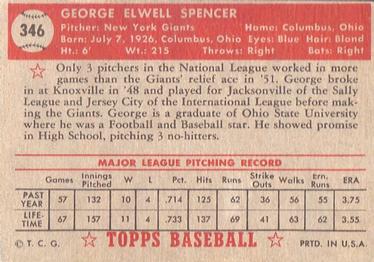 346
GEORGE ELWELL SPENCER
Pitcher: New York Giants Home: Columbus, Ohio
Born: July 7, 1926, Columbus, Ohio Eyes: Blue Hair: Bland
Ht.: 6' Wt.: 215 Throws: Right Bats: Right
☆ Only 3 pitchers in the National League worked in more
games than the Giants' relief ace in '51. George broke
in at Knoxville in '48 and played for Jacksonville of the Sally
League and Jersey City of the International League before mak-
ing the Giants. George is a graduate of Ohio State University
where he was a Football and Baseball star. He showed promise
in High School, pitching 3 no-hitters.
MAJOR LEAGUE PITCHING RECORD
Games Innings Pitched W L Pct. Hits Runs Strike Outs Walks Ern. Runs ERA
PAST YEAR 57 132 10 4 .714 125 62 36 56 55 3.75
LIFE-TIME 67 157 11 4 .733 137 69 41 63 62 3.55
© T. C. G. ☆ TOPPS BASEBALL ☆ PRTD. IN U.S.A.